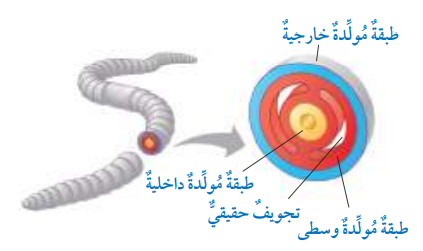 طبقةٌ مُولِّدةٌ خارجيةٌ
طبقةٌ مُولِّدةٌ داخليةٌ
تجويفٌ حقيقيٌّ
طبقةٌ مُولِّدةٌ وسطى